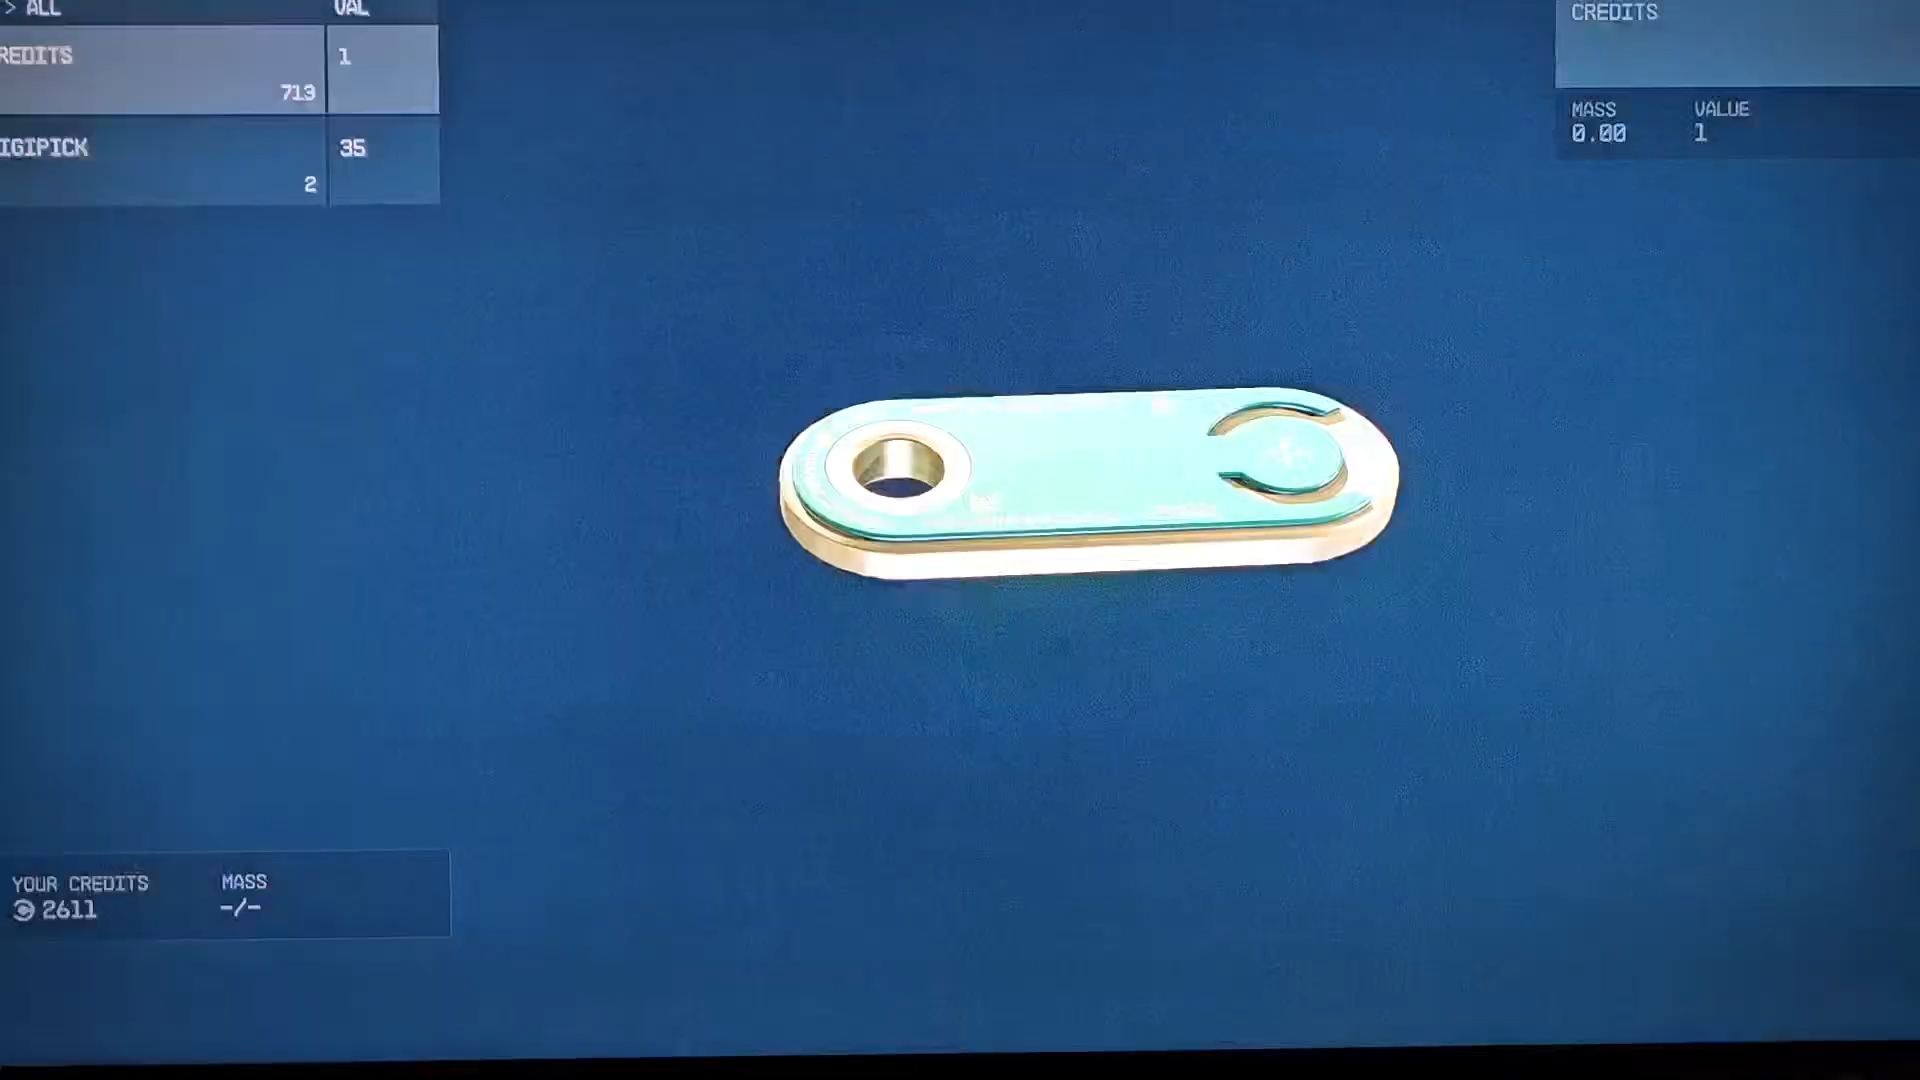 > ALL
VAL
REDITS
1
713
IGIPICK
35
2
CREDITS
MASS
VALUE
0.00
1
YOUR CREDITS
MASS
2611
-/-